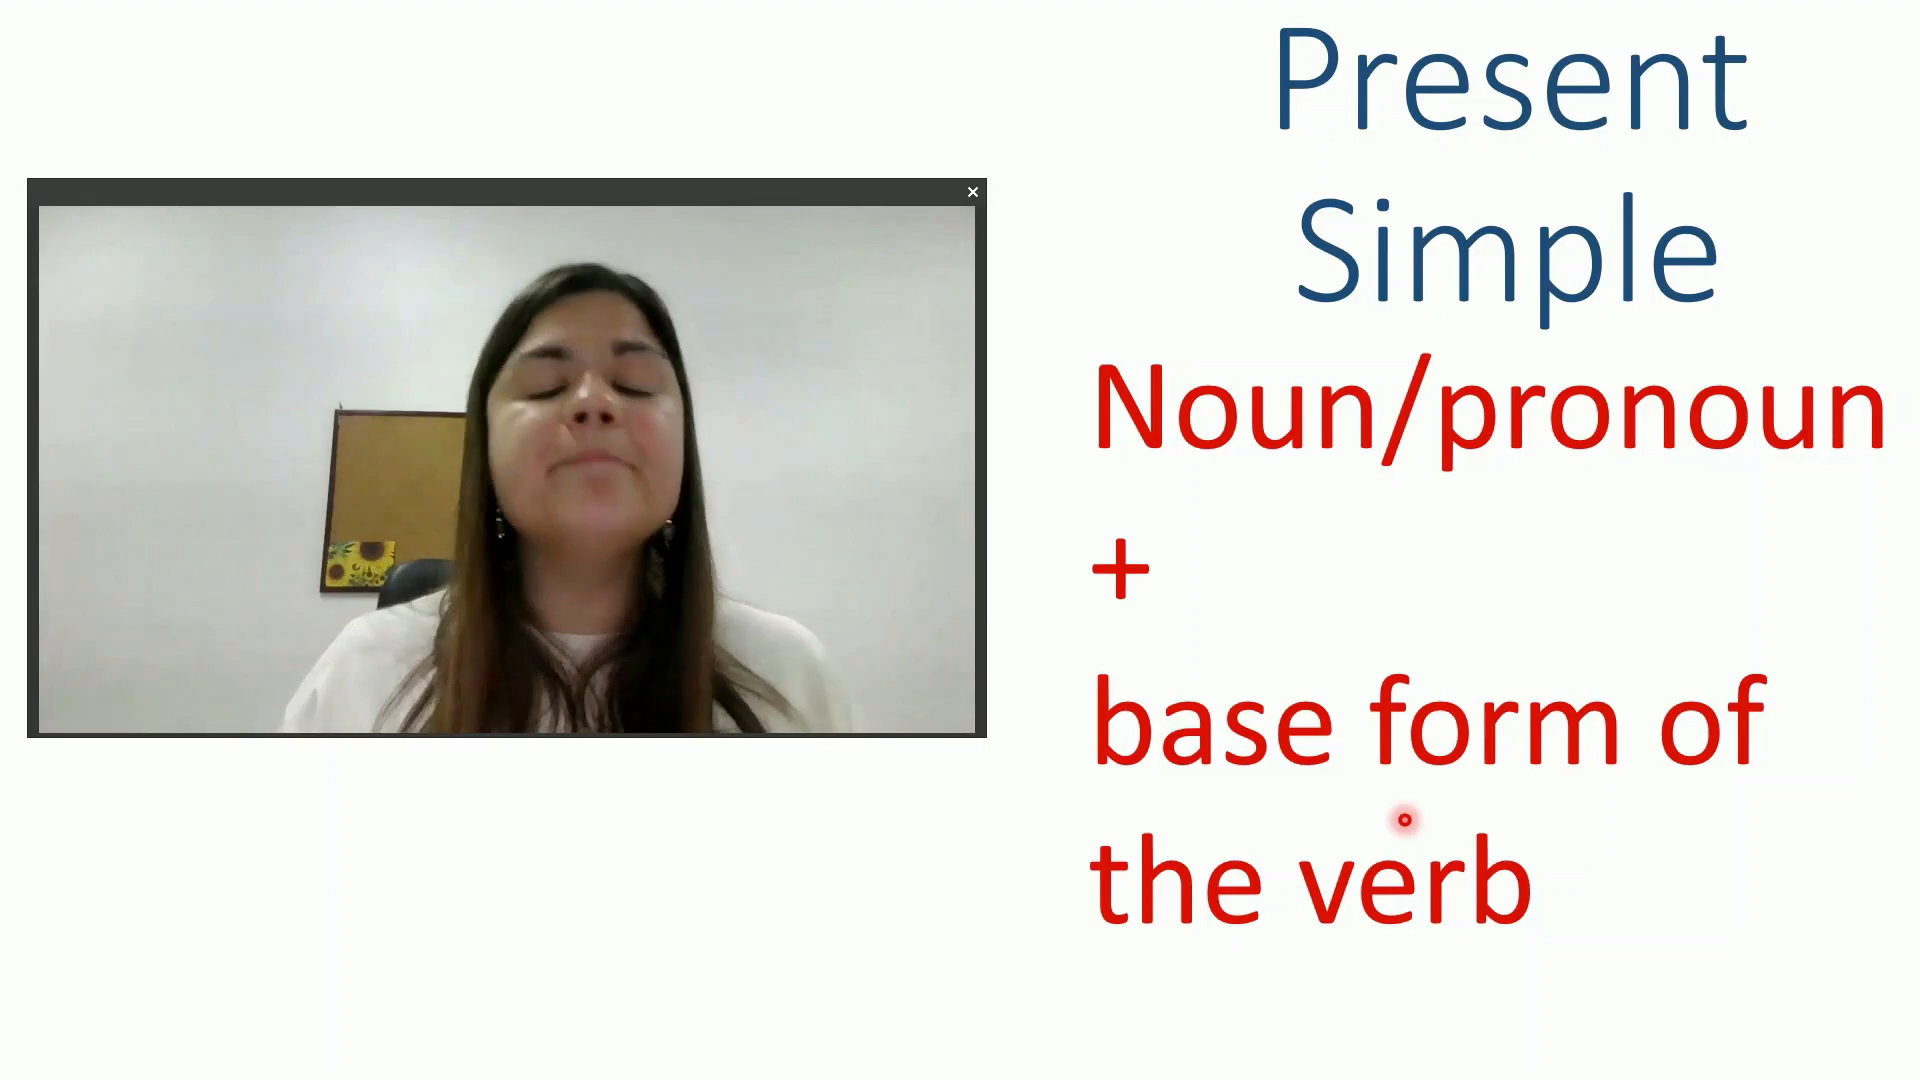 Present
Simple
Noun/pronoun
+
base form of
the verb